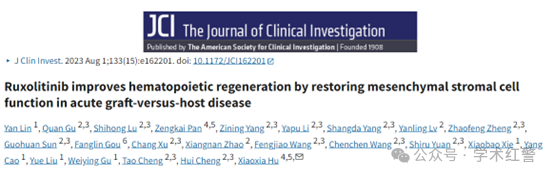 JCI The Journal of Clinical Investigation
Published by The American Society for Clinical Investigation | Founded 1908
J Clin Invest. 2023 Aug 1;133(15):e162201. doi: 10.1172/JCI162201
Ruxolitinib improves hematopoietic regeneration by restoring mesenchymal stromal cell
function in acute graft-versus-host disease
Yan Lin 1, Quan Gu 2,3, Shihong Lu 2,3, Zengkai Pan 4,5, Zining Yang 2,3, Yapu Li 2,3, Shangda Yang 2,3, Yanling Lv 2, Zhaofeng Zheng 2,3,
Guohuan Sun 2,3, Fanglin Gou 6, Chang Xu 2,3, Xiangnan Zhao 2, Fengjiao Wang 2,3, Chenchen Wang 2,3, Shiru Yuan 2,3, Xiaobao Xie 1, Yang
Cao 1, Yue Liu 1, Weiying Gu 1, Tao Cheng 2,3, Hui Cheng 2,3, Xiaoxia Hu 4,5,✉
公众号 · 学术红警